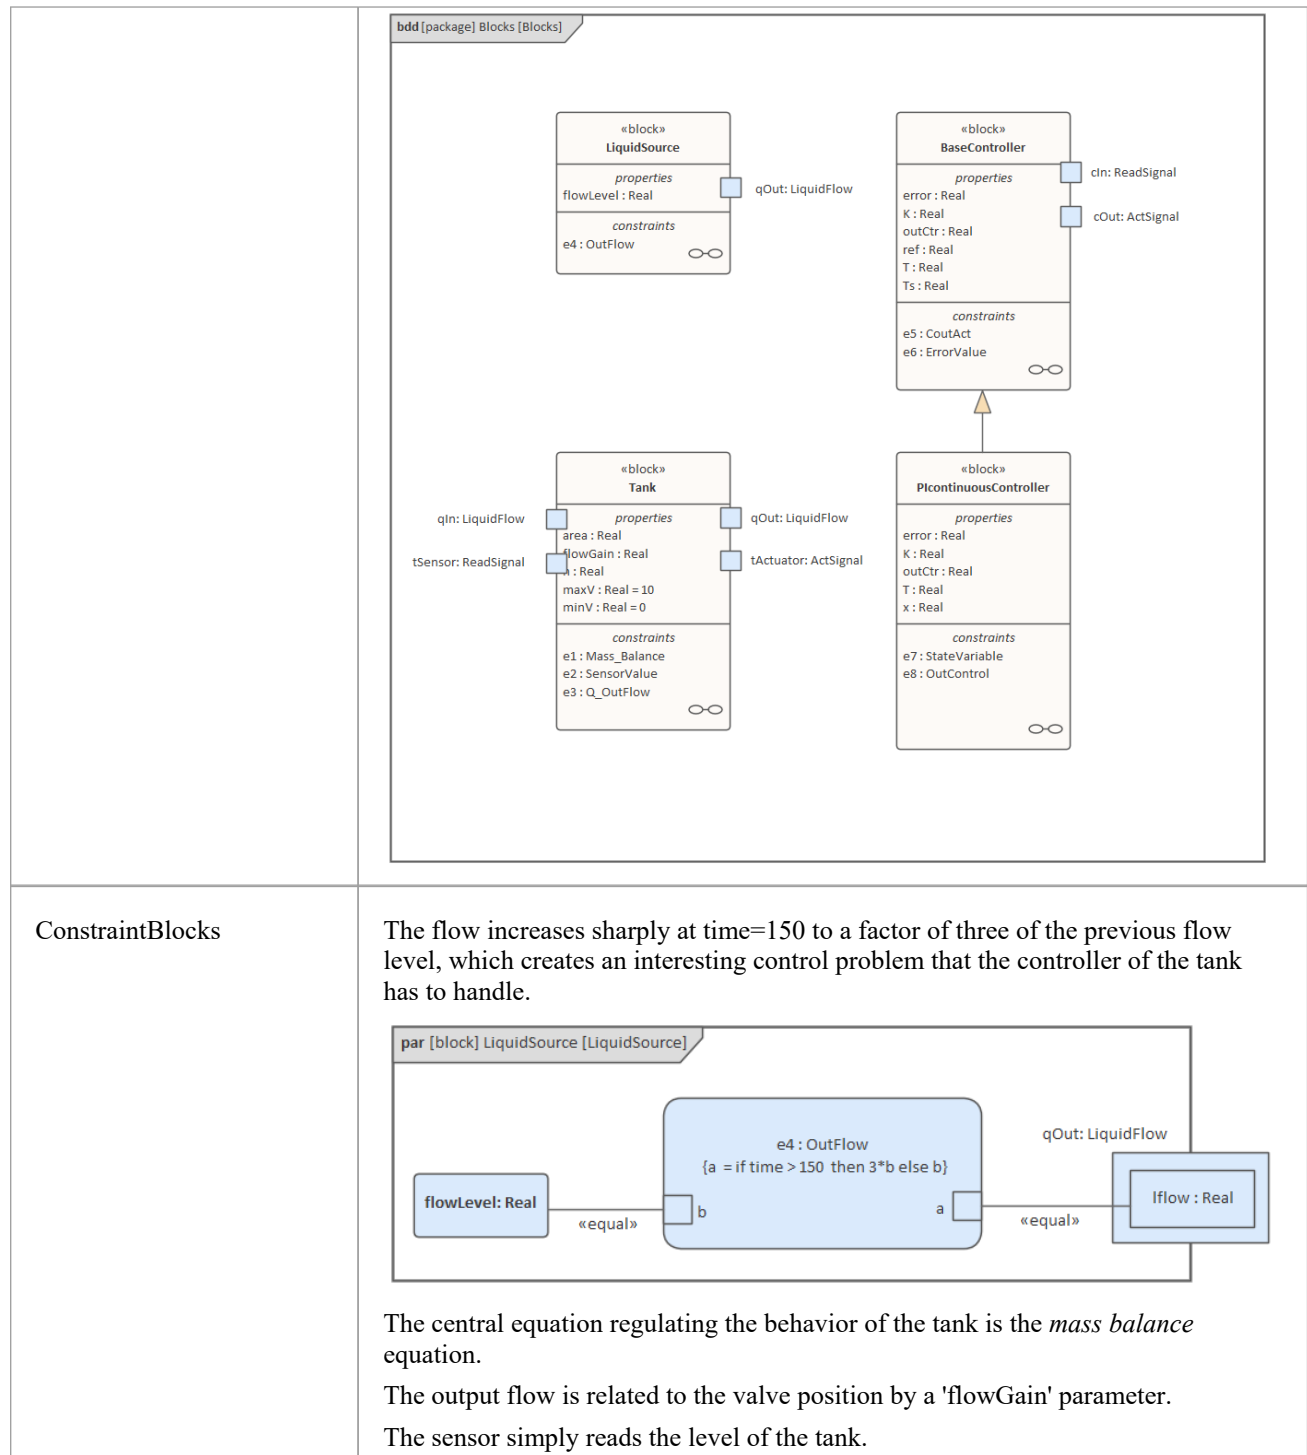 bdd [package] Blocks [Blocks]
«block»
LiquidSource
properties
flowLevel : Real
constraints
e4 : OutFlow
qOut: LiquidFlow
«block»
BaseController
properties
error : Real
K : Real
outCtr : Real
ref : Real
T : Real
Ts : Real
constraints
e5 : CoutAct
e6 : ErrorValue
cIn: ReadSignal
cOut: ActSignal
«block»
Tank
properties
area : Real
flowGain : Real
: Real
maxV : Real = 10
minV : Real = 0
constraints
e1 : Mass_Balance
e2 : SensorValue
e3 : Q_OutFlow
qIn: LiquidFlow
tSensor: ReadSignal
qOut: LiquidFlow
tActuator: ActSignal
«block»
PIcontinuousController
properties
error : Real
K : Real
outCtr : Real
T : Real
x : Real
constraints
e7 : StateVariable
e8 : OutControl
ConstraintBlocks
The flow increases sharply at time=150 to a factor of three of the previous flow
level, which creates an interesting control problem that the controller of the tank
has to handle.
par [block] LiquidSource [LiquidSource]
flowLevel: Real
«equal»
e4 : OutFlow
{a = if time > 150 then 3*b else b}
b
a
«equal»
qOut: LiquidFlow
lflow : Real
The central equation regulating the behavior of the tank is the mass balance
equation.
The output flow is related to the valve position by a 'flowGain' parameter.
The sensor simply reads the level of the tank.